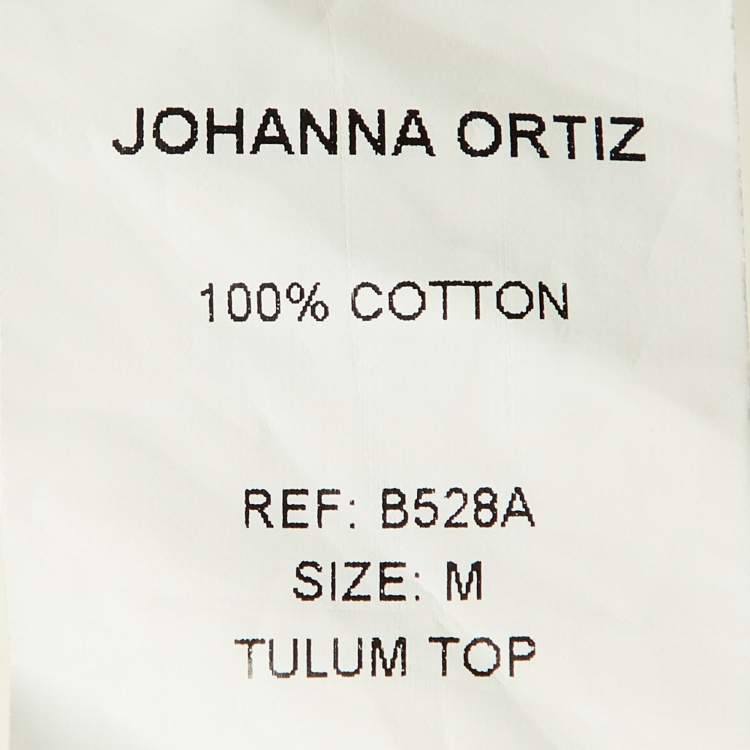 JOHANNA ORTIZ
100% COTTON
REF: B528A
SIZE: M
TULUM TOP